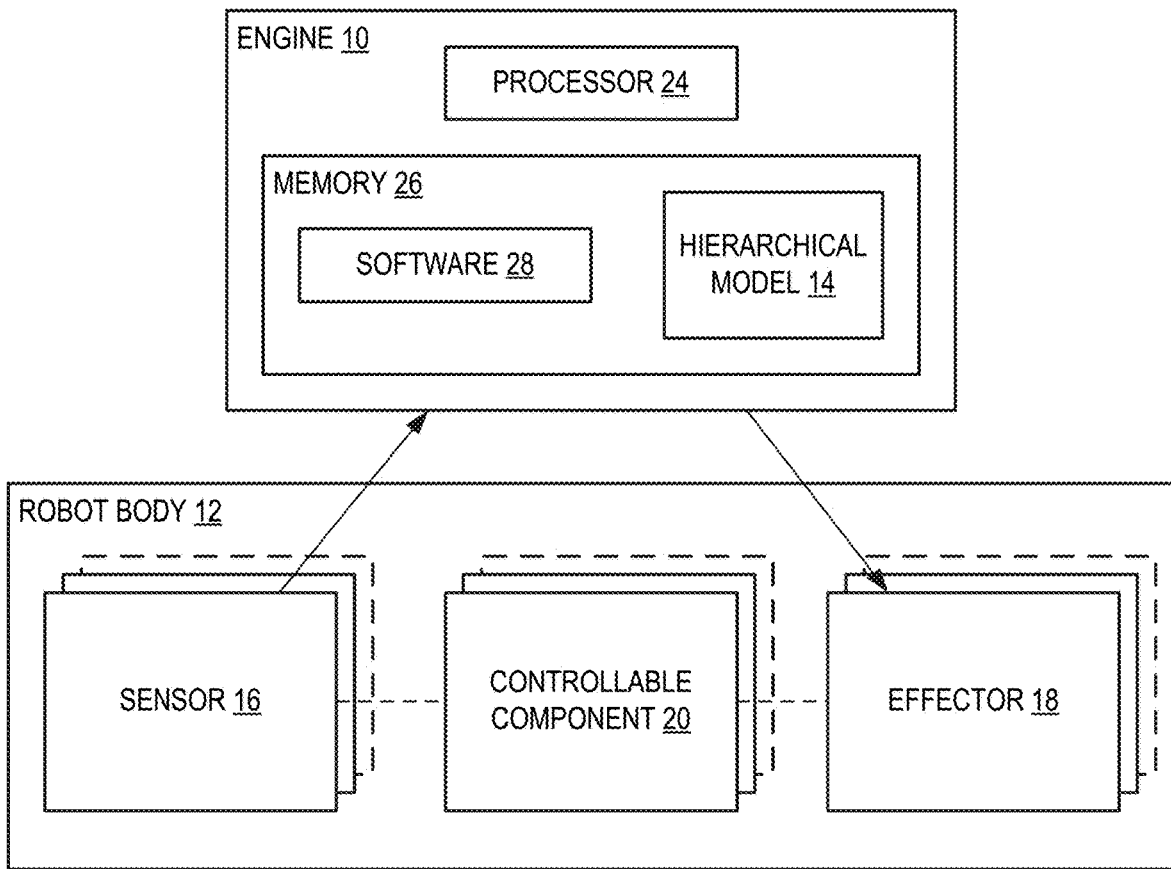 ENGINE 10
PROCESSOR 24
MEMORY 26
SOFTWARE 28
HIERARCHICAL
MODEL 14
ROBOT BODY 12
SENSOR 16
CONTROLLABLE
COMPONENT 20
EFFECTOR 18